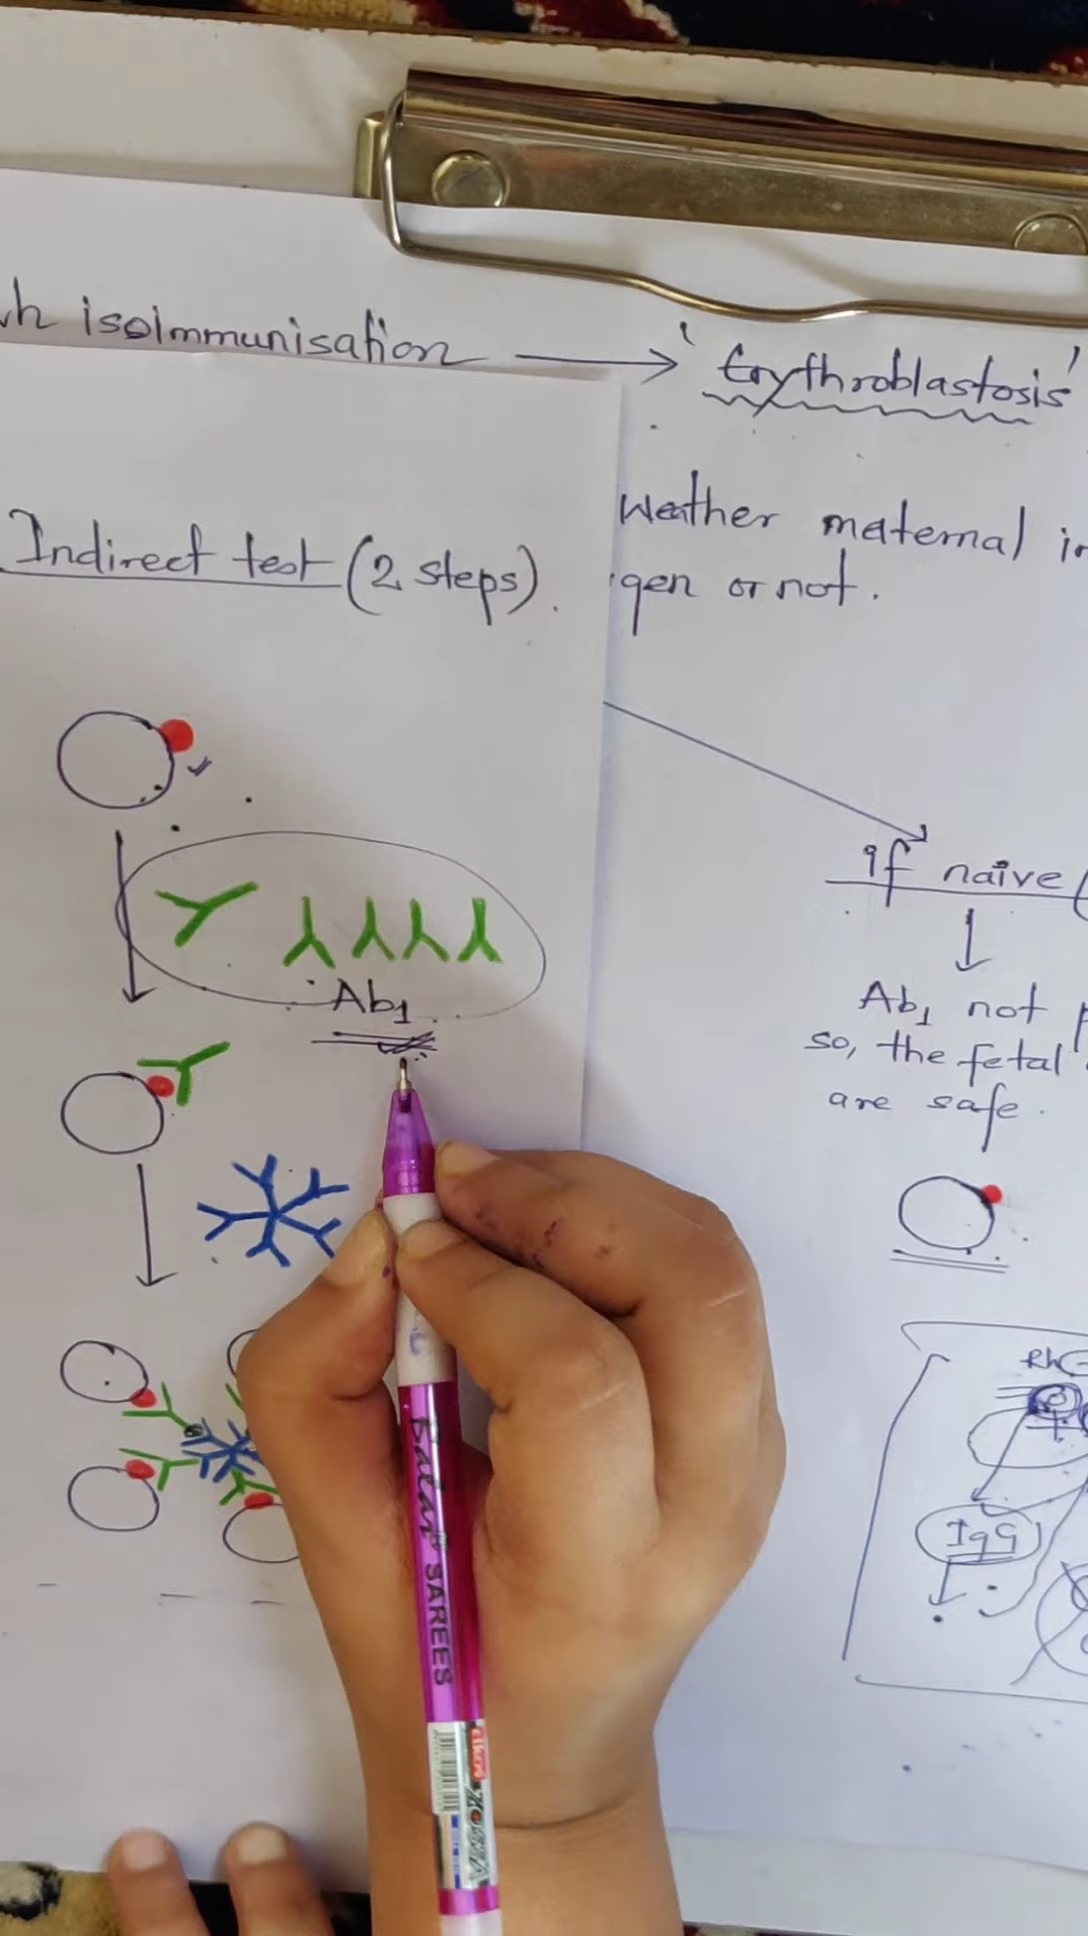 isoimmunisation → 'Erythroblastosis'
Indirect test (2 steps).
Weather maternal
gen or not.
if naive (
Ab1
Ab1 not
so, the fetal
are safe.
Rh
IgG
SAREES